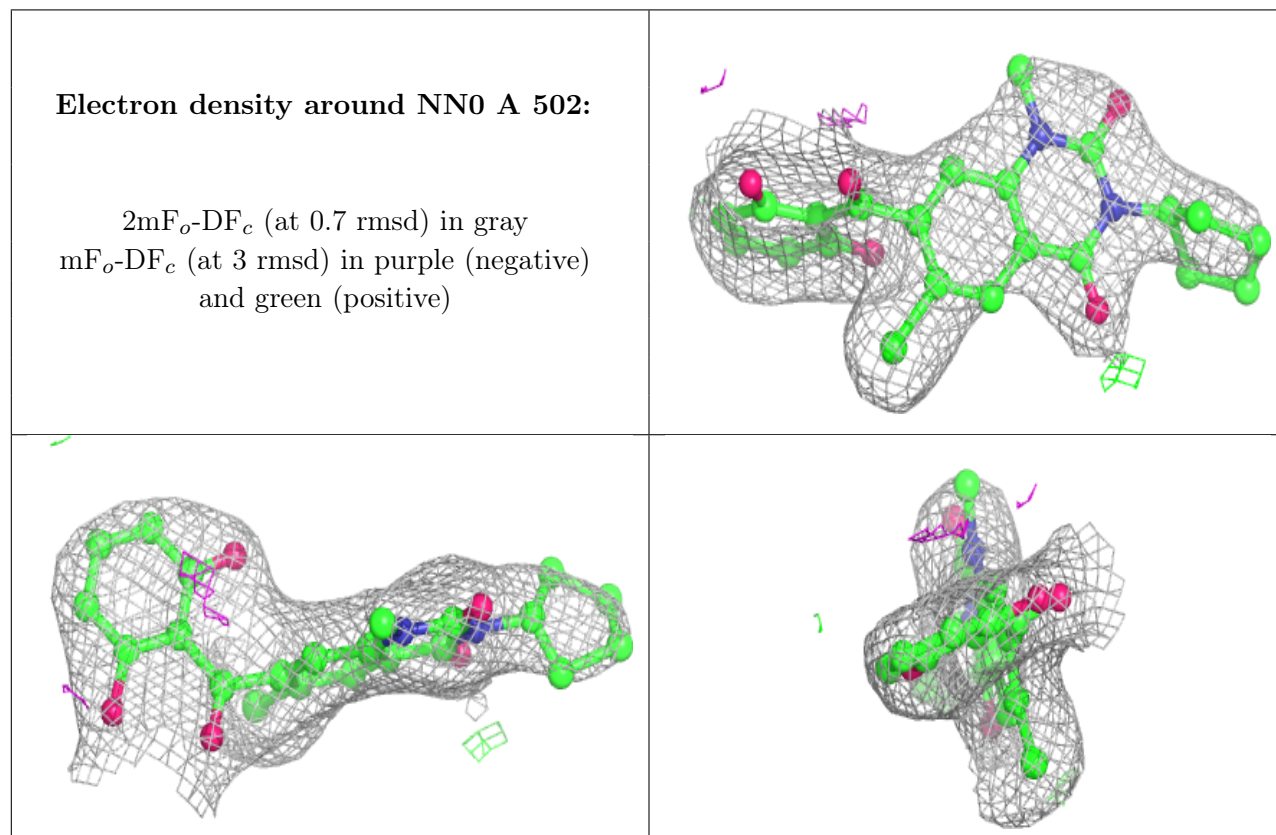 Electron density around NN0 A 502:
2mFo-DFc (at 0.7 rmsd) in gray
mFo-DFc (at 3 rmsd) in purple (negative)
and green (positive)